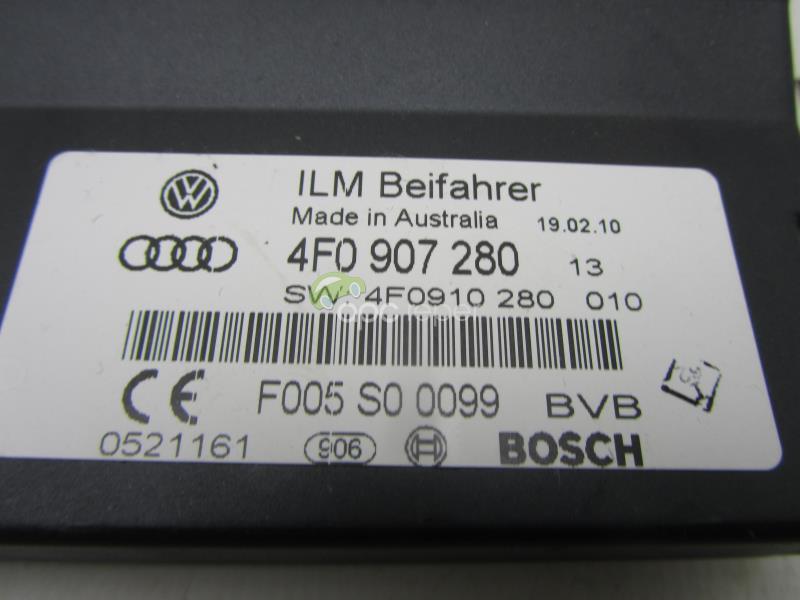 ILM Beifahrer
Made in Australia 19.02.10
4F0 907 280 13
SW: 4F0910 280 010
F005 S0 0099 BVB
0521161 906 BOSCH